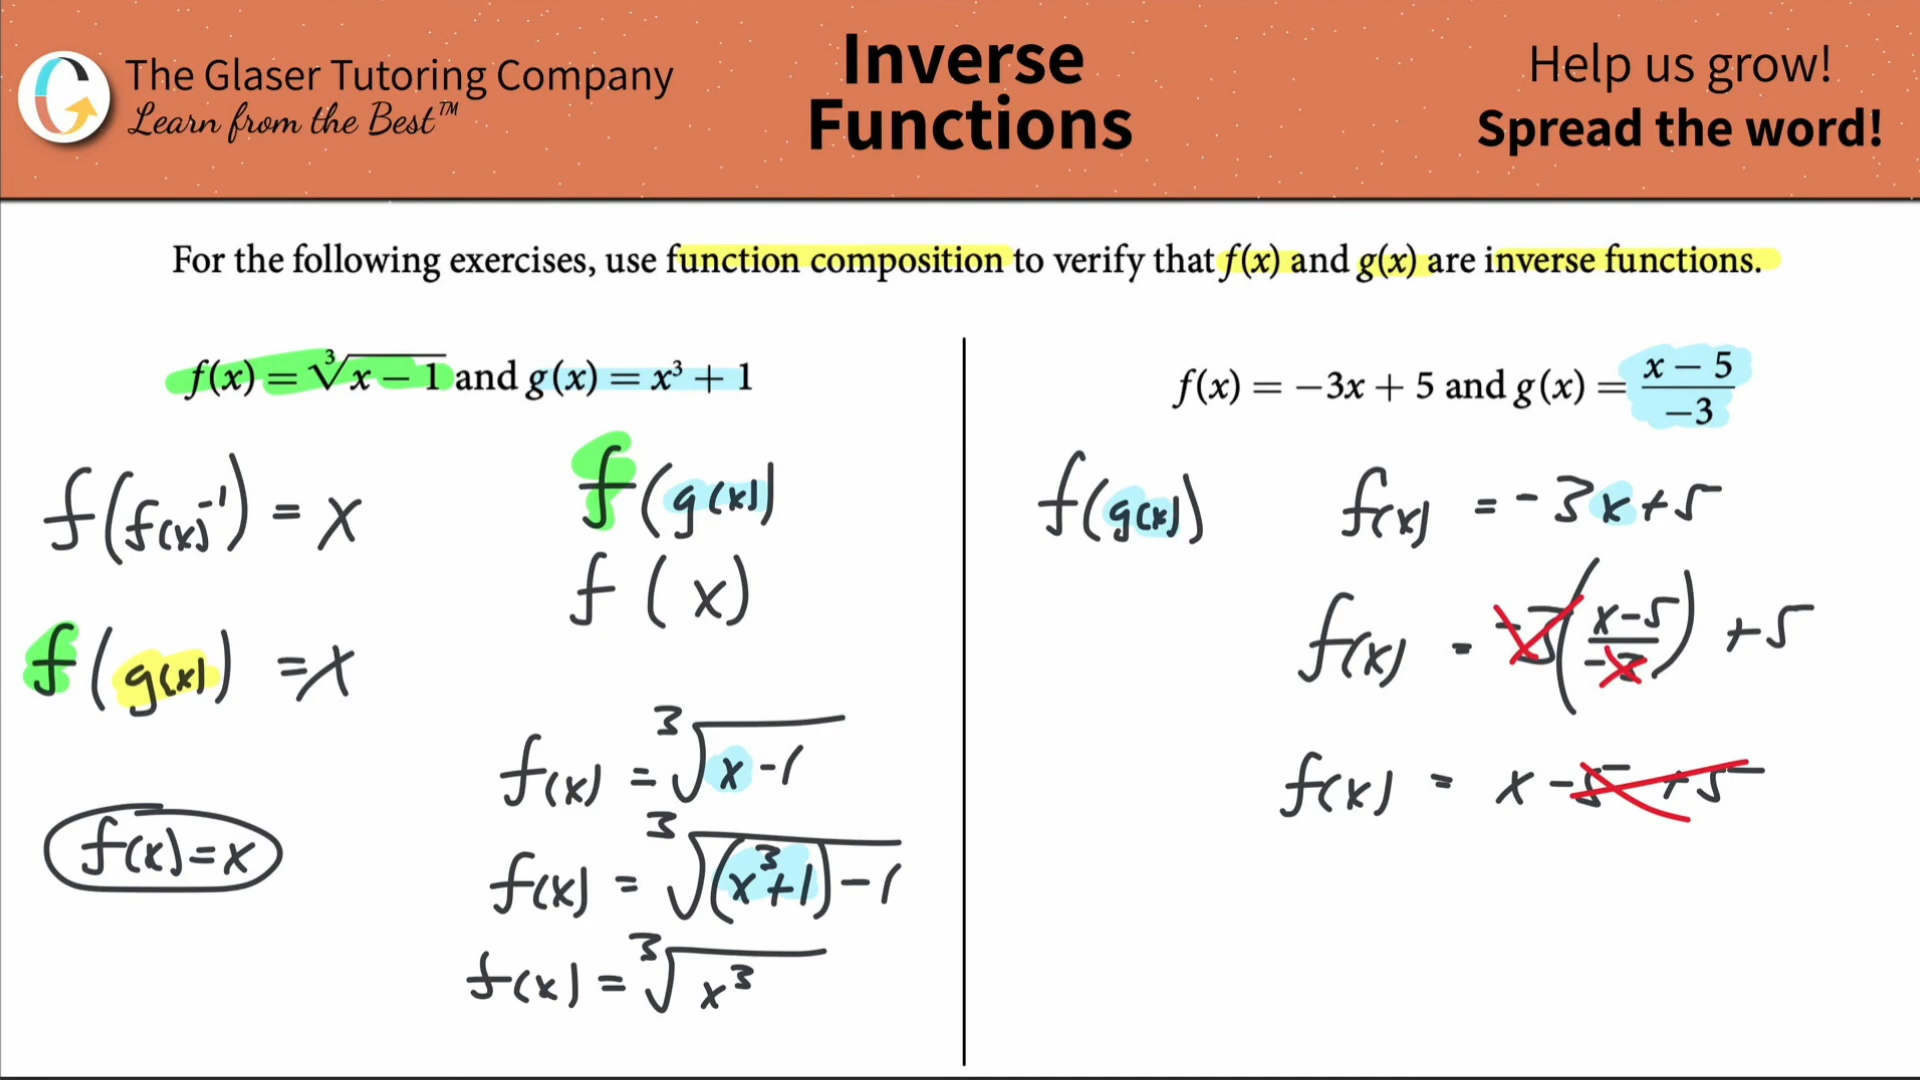 The Glaser Tutoring Company
Learn from the Best™
Inverse
Functions
Help us grow!
Spread the word!
For the following exercises, use function composition to verify that f(x) and g(x) are inverse functions.
f(x) = ∛(x − 1) and g(x) = x³ + 1
f(f(x)⁻¹) = x
f(g(x)) = x
f(x) = x
f(g(x))
f(x)
f(x) = ∛(x-1)
f(x) = ∛((x³+1)-1)
f(x) = ∛(x³)
f(x) = −3x + 5 and g(x) = (x − 5)/−3
f(g(x))
f(x) = -3x+5
f(x) = -3((x-5)/-3) +5
f(x) = x -5 +5